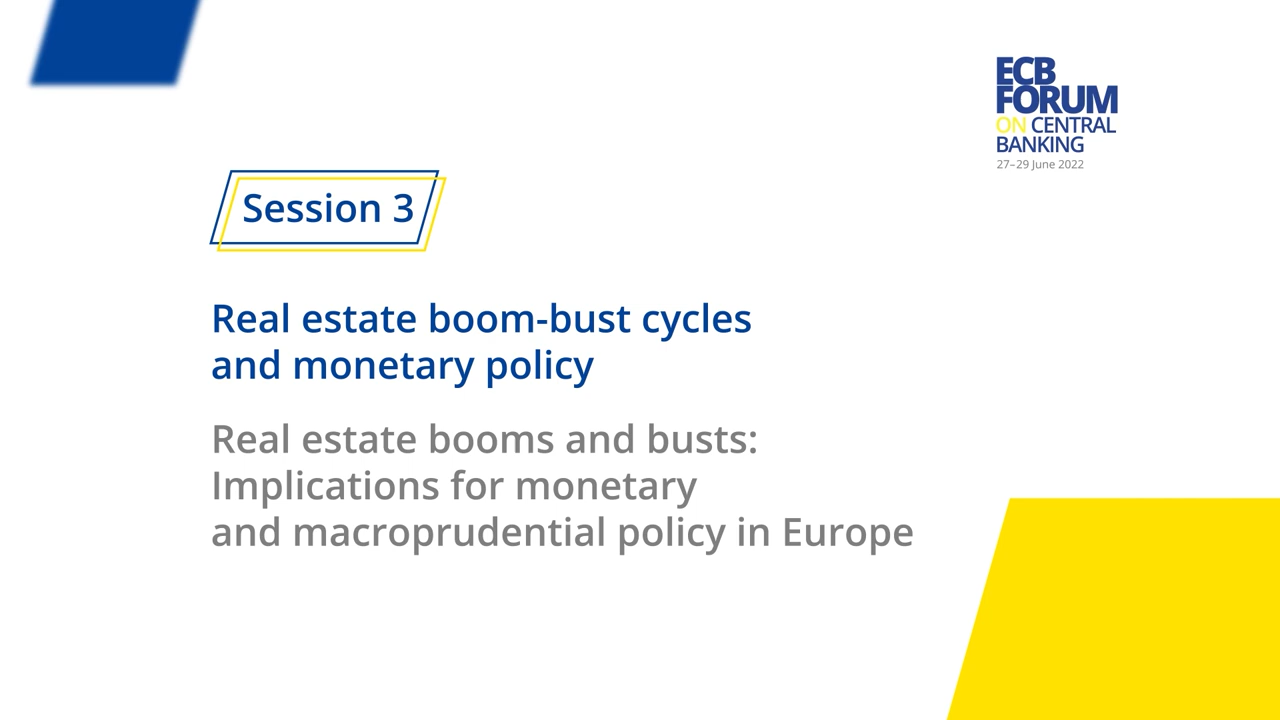 ECB
FORUM
ON CENTRAL
BANKING
27–29 June 2022
Session 3
Real estate boom-bust cycles
and monetary policy
Real estate booms and busts:
Implications for monetary
and macroprudential policy in Europe